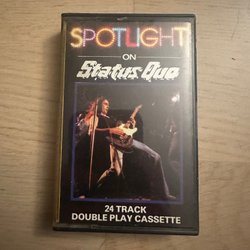 SPOTLIGHT
ON
Status Quo
24 TRACK
DOUBLE PLAY CASSETTE